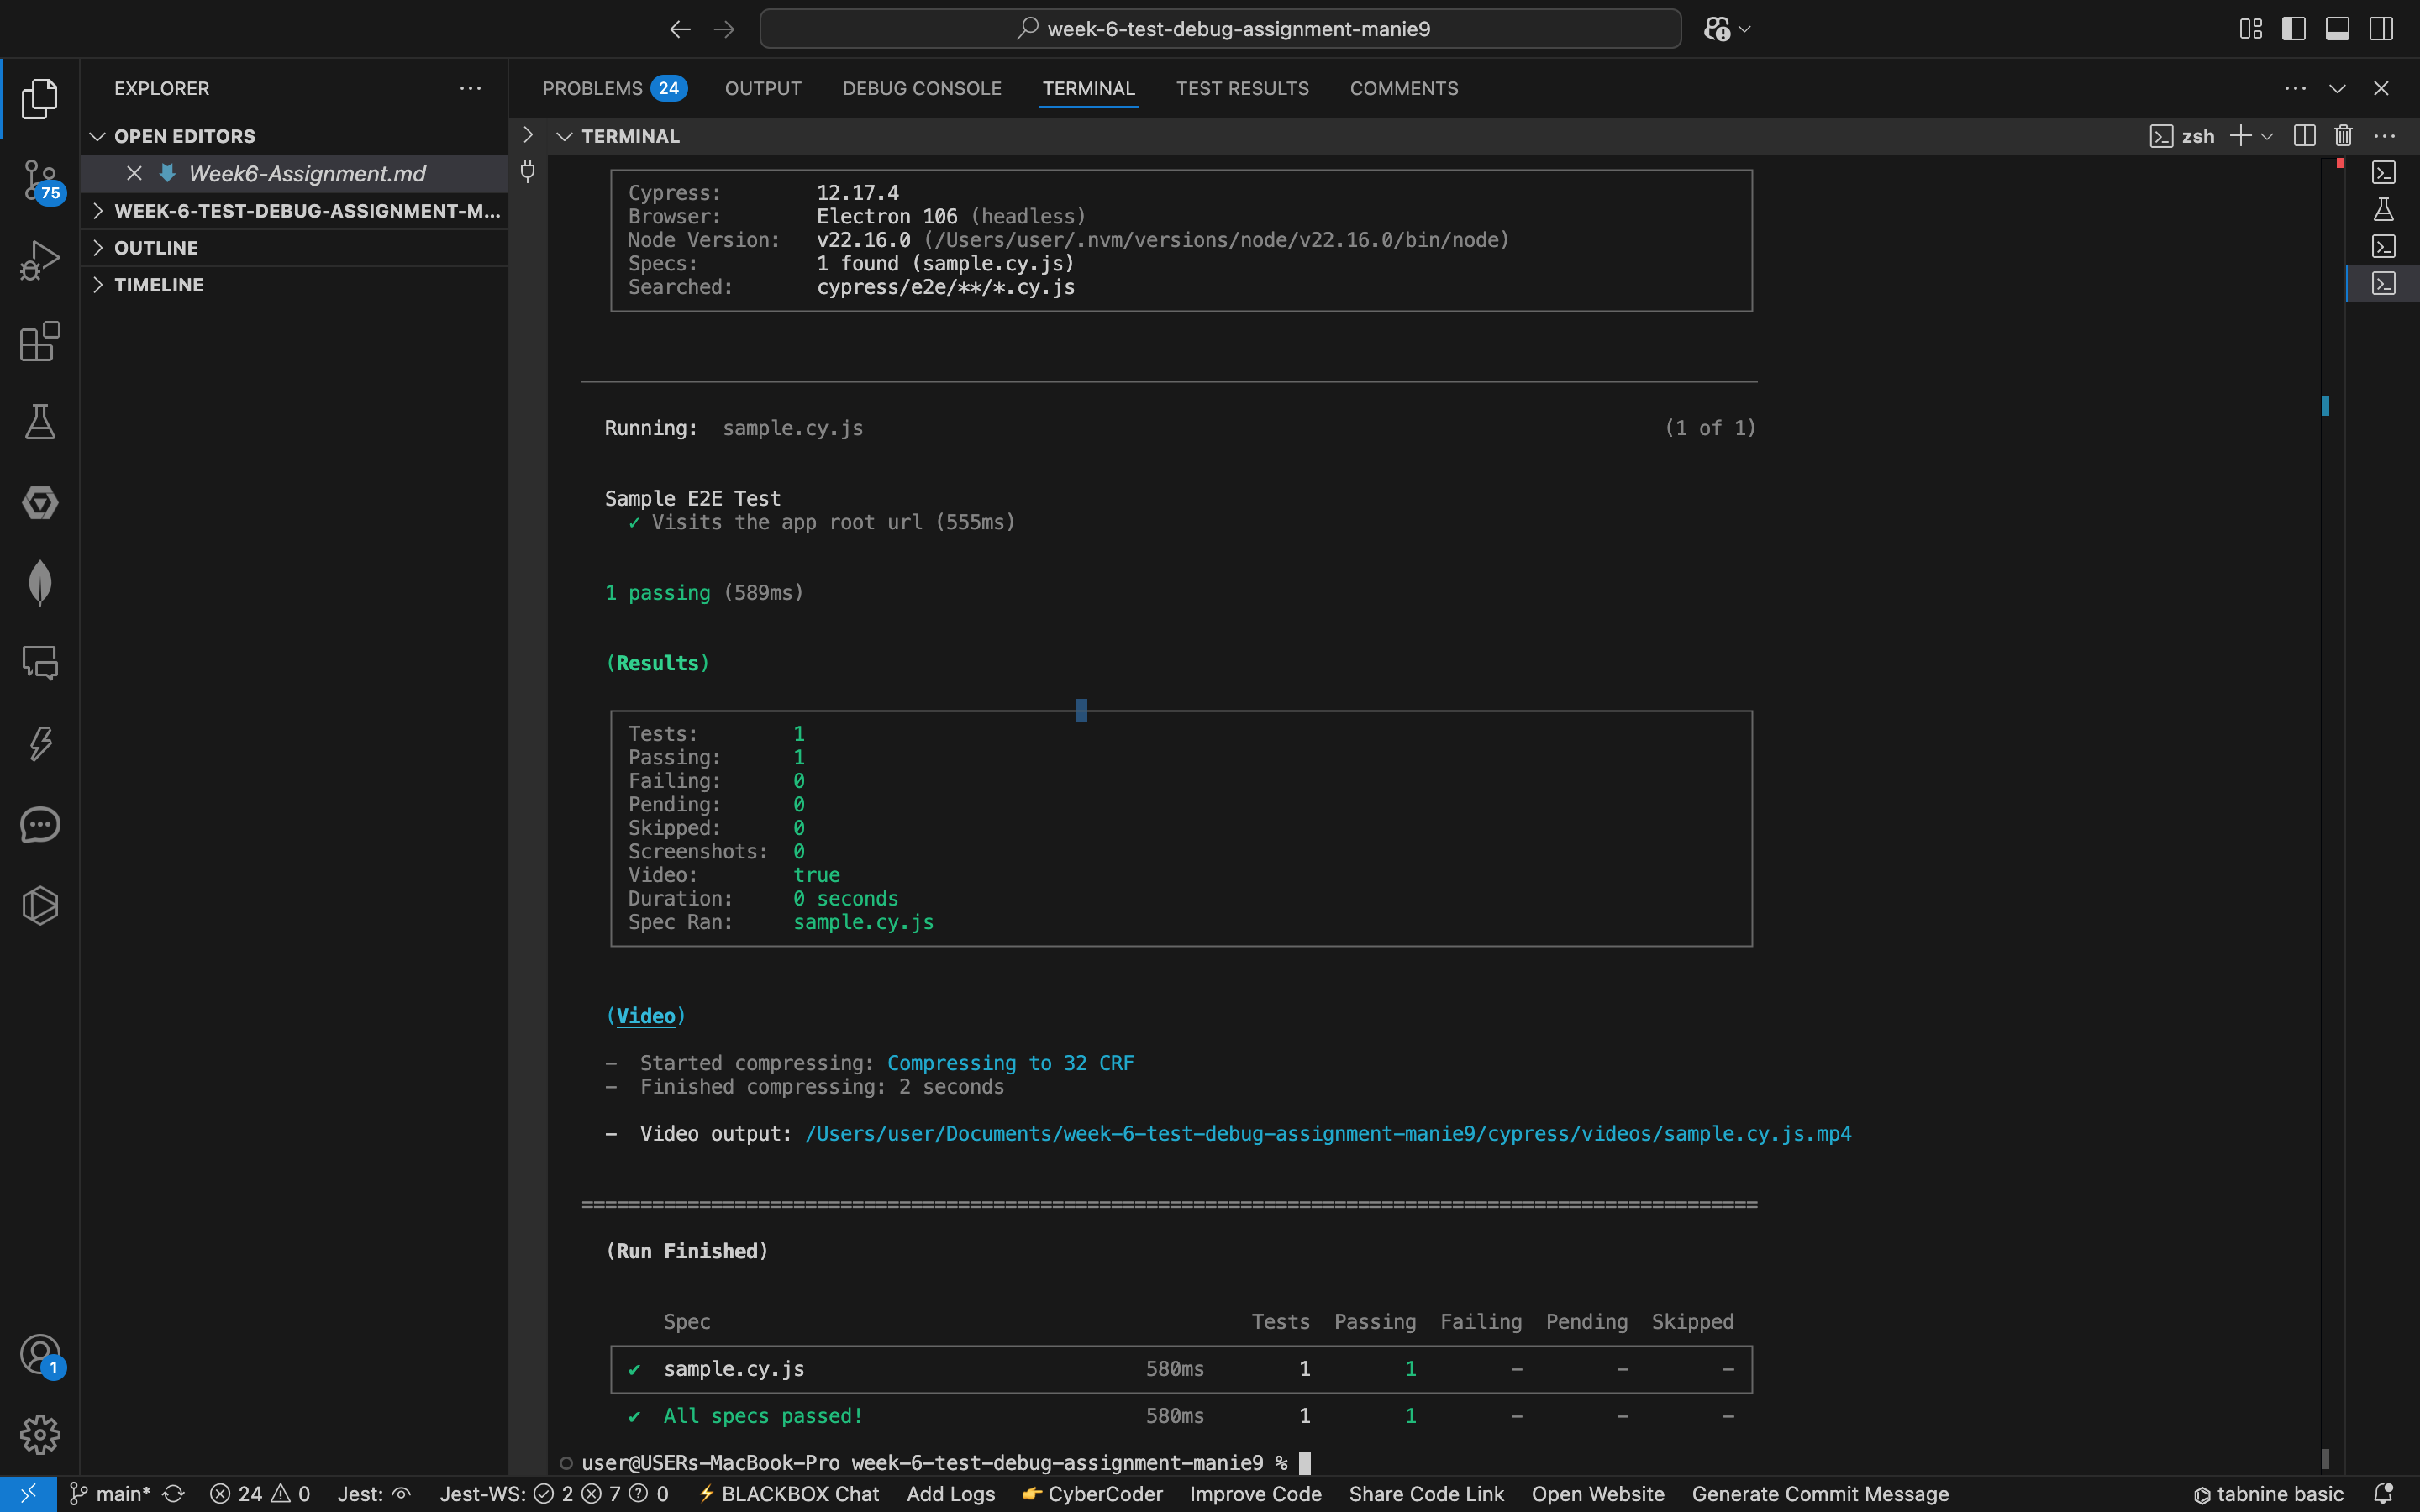 week-6-test-debug-assignment-manie9
EXPLORER
OPEN EDITORS
Week6-Assignment.md
WEEK-6-TEST-DEBUG-ASSIGNMENT-M...
OUTLINE
TIMELINE
75
1
PROBLEMS 24 OUTPUT DEBUG CONSOLE TERMINAL TEST RESULTS COMMENTS
TERMINAL
zsh
Cypress: 12.17.4
Browser: Electron 106 (headless)
Node Version: v22.16.0 (/Users/user/.nvm/versions/node/v22.16.0/bin/node)
Specs: 1 found (sample.cy.js)
Searched: cypress/e2e/**/*.cy.js
Running: sample.cy.js (1 of 1)
Sample E2E Test
✓ Visits the app root url (555ms)
1 passing (589ms)
(Results)
Tests: 1
Passing: 1
Failing: 0
Pending: 0
Skipped: 0
Screenshots: 0
Video: true
Duration: 0 seconds
Spec Ran: sample.cy.js
(Video)
- Started compressing: Compressing to 32 CRF
- Finished compressing: 2 seconds
- Video output: /Users/user/Documents/week-6-test-debug-assignment-manie9/cypress/videos/sample.cy.js.mp4
====================================================================================================
(Run Finished)
Spec Tests Passing Failing Pending Skipped
✔ sample.cy.js 580ms 1 1 - - -
✔ All specs passed! 580ms 1 1 - - -
user@USERs-MacBook-Pro week-6-test-debug-assignment-manie9 %
main* 24 0 Jest: Jest-WS: 2 7 0 BLACKBOX Chat Add Logs CyberCoder Improve Code Share Code Link Open Website Generate Commit Message tabnine basic